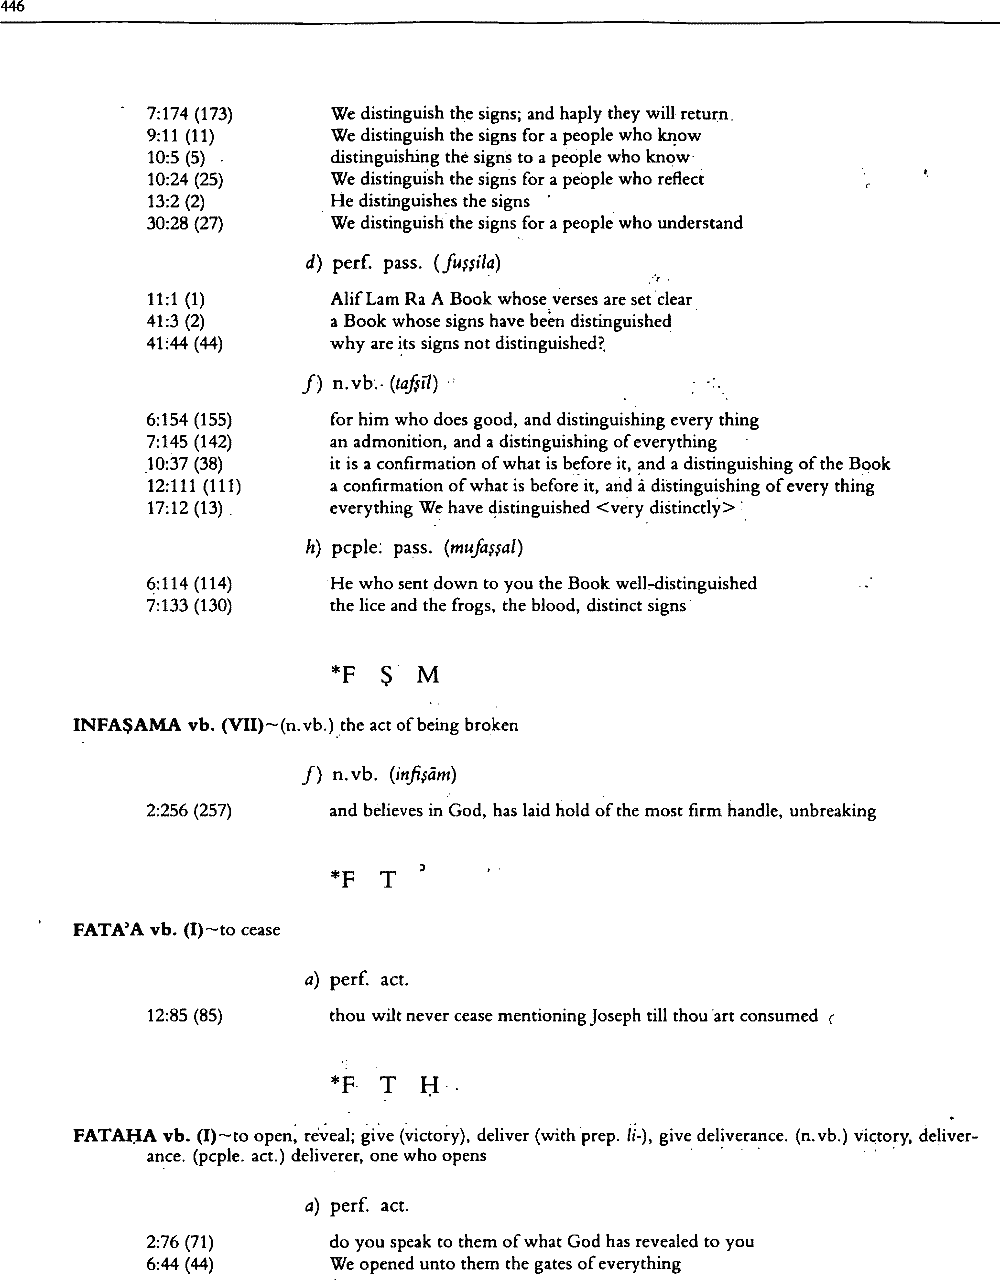 446
7:174 (173) We distinguish the signs; and haply they will return
9:11 (11) We distinguish the signs for a people who know
10:5 (5) distinguishing the signs to a people who know
10:24 (25) We distinguish the signs for a people who reflect
13:2 (2) He distinguishes the signs
30:28 (27) We distinguish the signs for a people who understand
d) perf. pass. (fuṣṣila)
11:1 (1) Alif Lam Ra A Book whose verses are set clear
41:3 (2) a Book whose signs have been distinguished
41:44 (44) why are its signs not distinguished?
f) n.vb. (tafṣīl)
6:154 (155) for him who does good, and distinguishing every thing
7:145 (142) an admonition, and a distinguishing of everything
10:37 (38) it is a confirmation of what is before it, and a distinguishing of the Book
12:111 (111) a confirmation of what is before it, and a distinguishing of every thing
17:12 (13) everything We have distinguished <very distinctly>
h) pcple. pass. (mufaṣṣal)
6:114 (114) He who sent down to you the Book well-distinguished
7:133 (130) the lice and the frogs, the blood, distinct signs
*F Ṣ M
INFAṢAMA vb. (VII)~(n.vb.) the act of being broken
f) n.vb. (infiṣām)
2:256 (257) and believes in God, has laid hold of the most firm handle, unbreaking
*F T ʾ
FATAʾA vb. (I)~to cease
a) perf. act.
12:85 (85) thou wilt never cease mentioning Joseph till thou art consumed
*F T Ḥ
FATAḤA vb. (I)~to open, reveal; give (victory), deliver (with prep. li-), give deliverance. (n.vb.) victory, deliver-
ance. (pcple. act.) deliverer, one who opens
a) perf. act.
2:76 (71) do you speak to them of what God has revealed to you
6:44 (44) We opened unto them the gates of everything